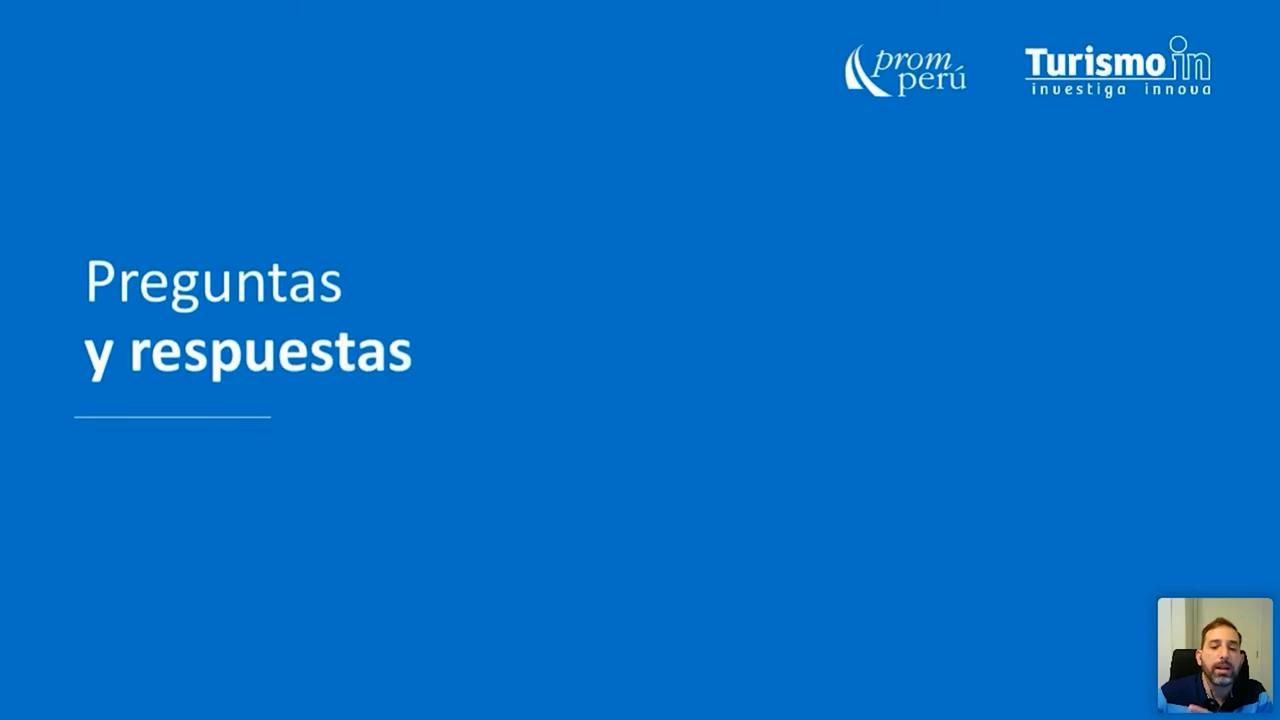 prom
perú
Turismo in
investiga innova
Preguntas
y respuestas